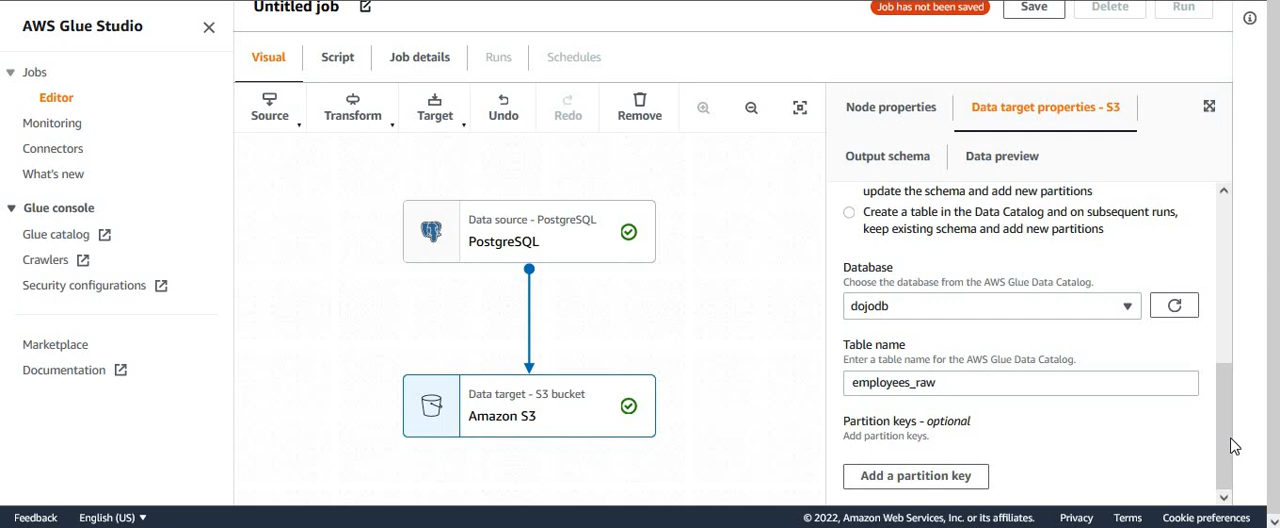 AWS Glue Studio
Jobs
Editor
Monitoring
Connectors
What's new
Glue console
Glue catalog
Crawlers
Security configurations
Marketplace
Documentation
Untitled job
Job has not been saved
Save
Delete
Run
Visual
Script
Job details
Runs
Schedules
Source
Transform
Target
Undo
Redo
Remove
Data source - PostgreSQL
PostgreSQL
Data target - S3 bucket
Amazon S3
Node properties
Data target properties - S3
Output schema
Data preview
update the schema and add new partitions
Create a table in the Data Catalog and on subsequent runs,
keep existing schema and add new partitions
Database
Choose the database from the AWS Glue Data Catalog.
dojodb
Table name
Enter a table name for the AWS Glue Data Catalog.
employees_raw
Partition keys - optional
Add partition keys.
Add a partition key
Feedback
English (US)
© 2022, Amazon Web Services, Inc. or its affiliates.
Privacy
Terms
Cookie preferences